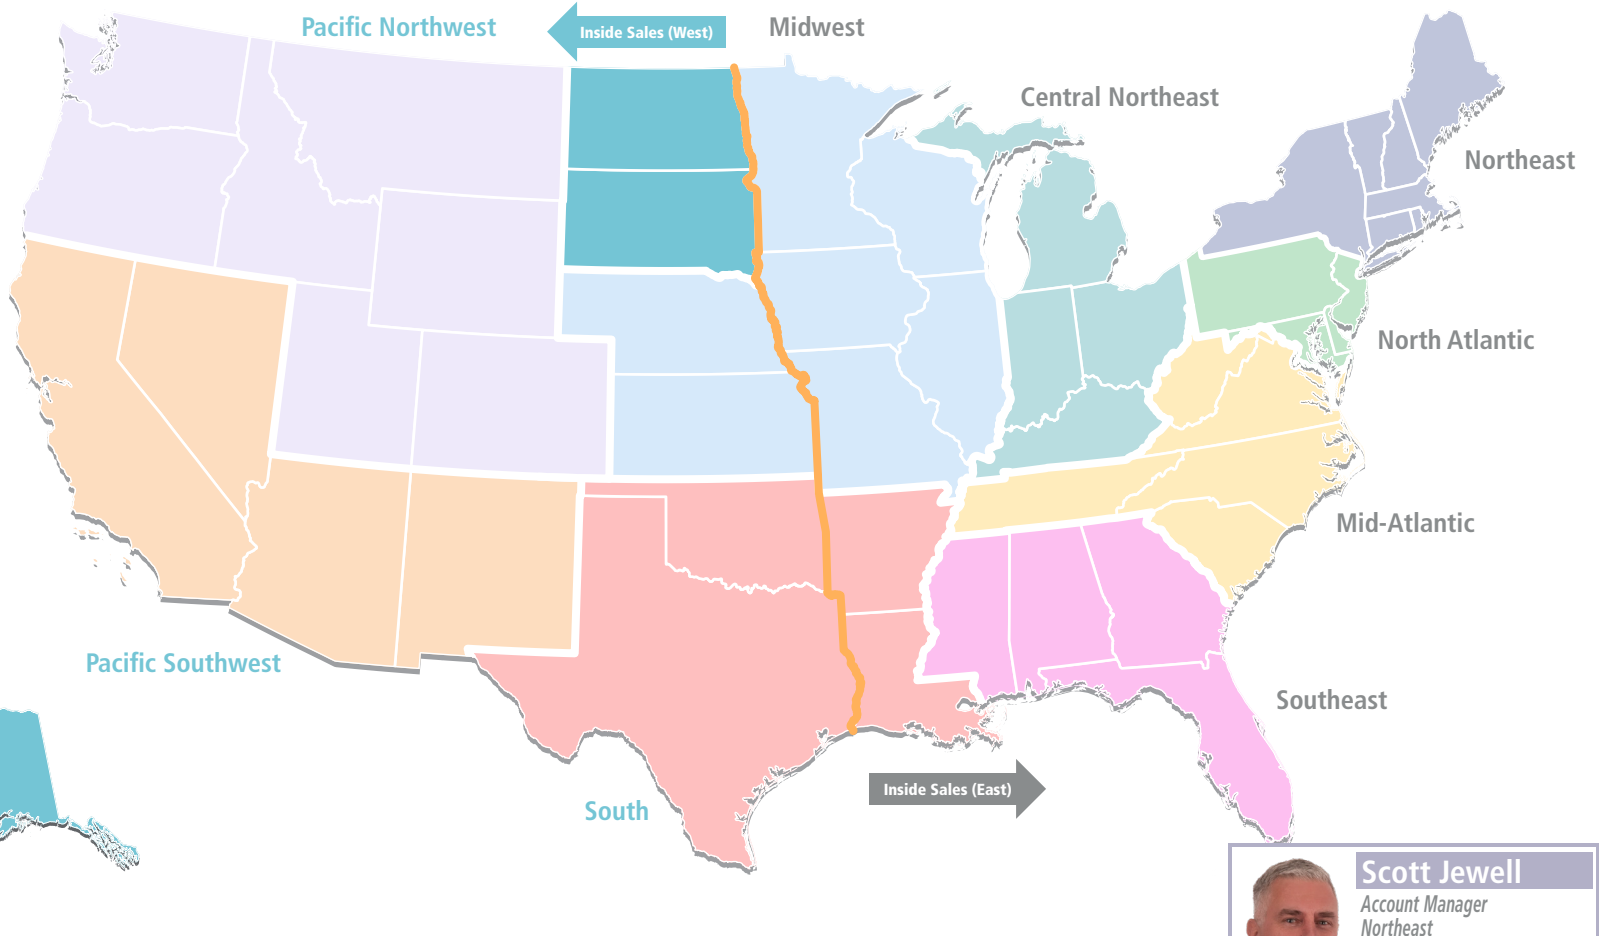 Pacific Northwest
Inside Sales (West)
Midwest
Central Northeast
Northeast
North Atlantic
Mid-Atlantic
Pacific Southwest
Southeast
Inside Sales (East)
South
Scott Jewell
Account Manager
Northeast